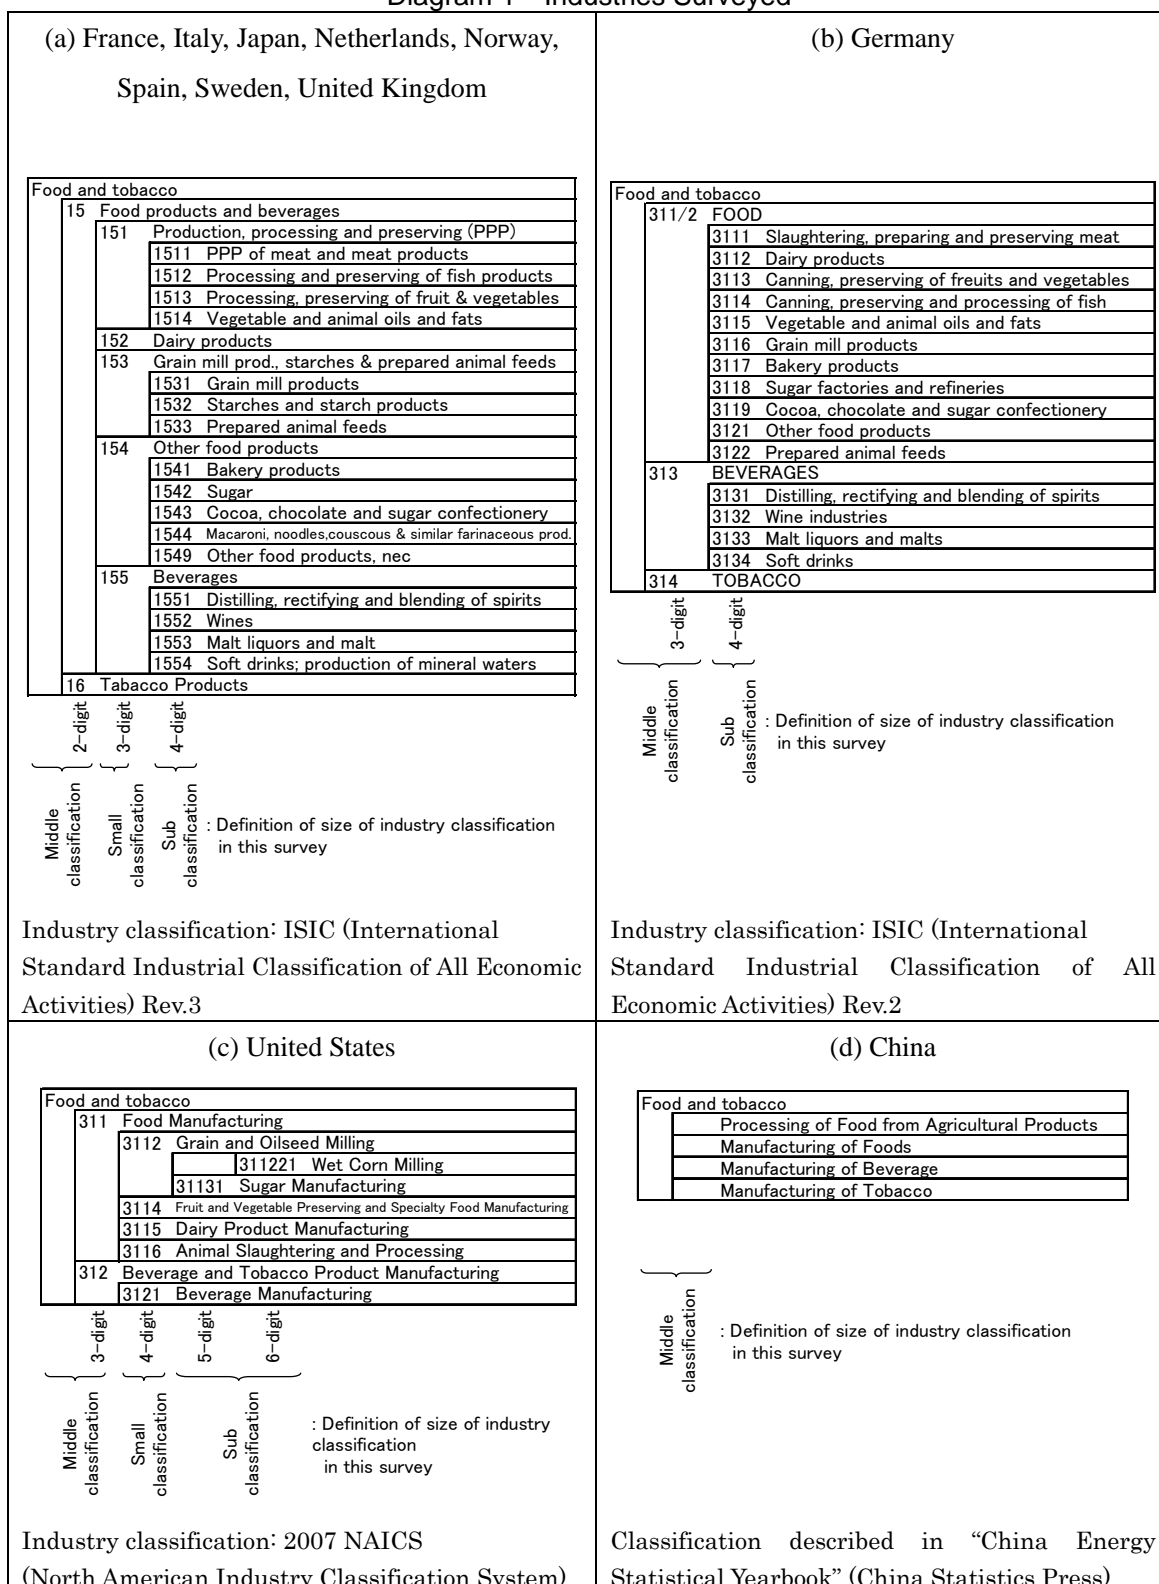 Diagram 1 Industries Surveyed
(a) France, Italy, Japan, Netherlands, Norway,
Spain, Sweden, United Kingdom
Food and tobacco
15 Food products and beverages
151 Production, processing and preserving (PPP)
1511 PPP of meat and meat products
1512 Processing and preserving of fish products
1513 Processing, preserving of fruit & vegetables
1514 Vegetable and animal oils and fats
152 Dairy products
153 Grain mill prod., starches & prepared animal feeds
1531 Grain mill products
1532 Starches and starch products
1533 Prepared animal feeds
154 Other food products
1541 Bakery products
1542 Sugar
1543 Cocoa, chocolate and sugar confectionery
1544 Macaroni, noodles,couscous & similar farinaceous prod.
1549 Other food products, nec
155 Beverages
1551 Distilling, rectifying and blending of spirits
1552 Wines
1553 Malt liquors and malt
1554 Soft drinks; production of mineral waters
16 Tabacco Products
2-digit
3-digit
4-digit
Middle
classification
Small
classification
Sub
classification
: Definition of size of industry classification
in this survey
Industry classification: ISIC (International
Standard Industrial Classification of All Economic
Activities) Rev.3
(b) Germany
Food and tobacco
311/2 FOOD
3111 Slaughtering, preparing and preserving meat
3112 Dairy products
3113 Canning, preserving of freuits and vegetables
3114 Canning, preserving and processing of fish
3115 Vegetable and animal oils and fats
3116 Grain mill products
3117 Bakery products
3118 Sugar factories and refineries
3119 Cocoa, chocolate and sugar confectionery
3121 Other food products
3122 Prepared animal feeds
313 BEVERAGES
3131 Distilling, rectifying and blending of spirits
3132 Wine industries
3133 Malt liquors and malts
3134 Soft drinks
314 TOBACCO
3-digit
4-digit
Middle
classification
Sub
classification
: Definition of size of industry classification
in this survey
Industry classification: ISIC (International
Standard Industrial Classification of All
Economic Activities) Rev.2
(c) United States
Food and tobacco
311 Food Manufacturing
3112 Grain and Oilseed Milling
311221 Wet Corn Milling
31131 Sugar Manufacturing
3114 Fruit and Vegetable Preserving and Specialty Food Manufacturing
3115 Dairy Product Manufacturing
3116 Animal Slaughtering and Processing
312 Beverage and Tobacco Product Manufacturing
3121 Beverage Manufacturing
3-digit
4-digit
5-digit
6-digit
Middle
classification
Small
classification
Sub
classification
: Definition of size of industry
classification
in this survey
Industry classification: 2007 NAICS
(North American Industry Classification System)
(d) China
Food and tobacco
Processing of Food from Agricultural Products
Manufacturing of Foods
Manufacturing of Beverage
Manufacturing of Tobacco
Middle
classification
: Definition of size of industry classification
in this survey
Classification described in “China Energy
Statistical Yearbook” (China Statistics Press)